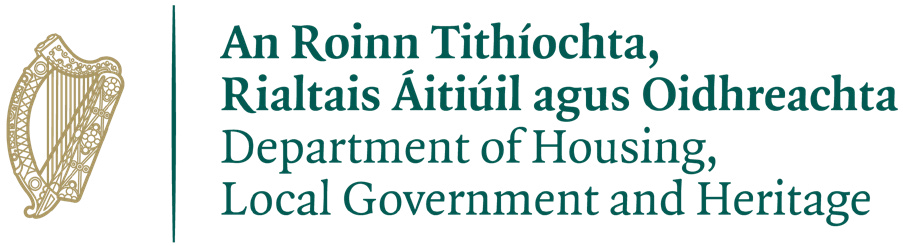 An Roinn Tithíochta,
Rialtais Áitiúil agus Oidhreachta
Department of Housing,
Local Government and Heritage